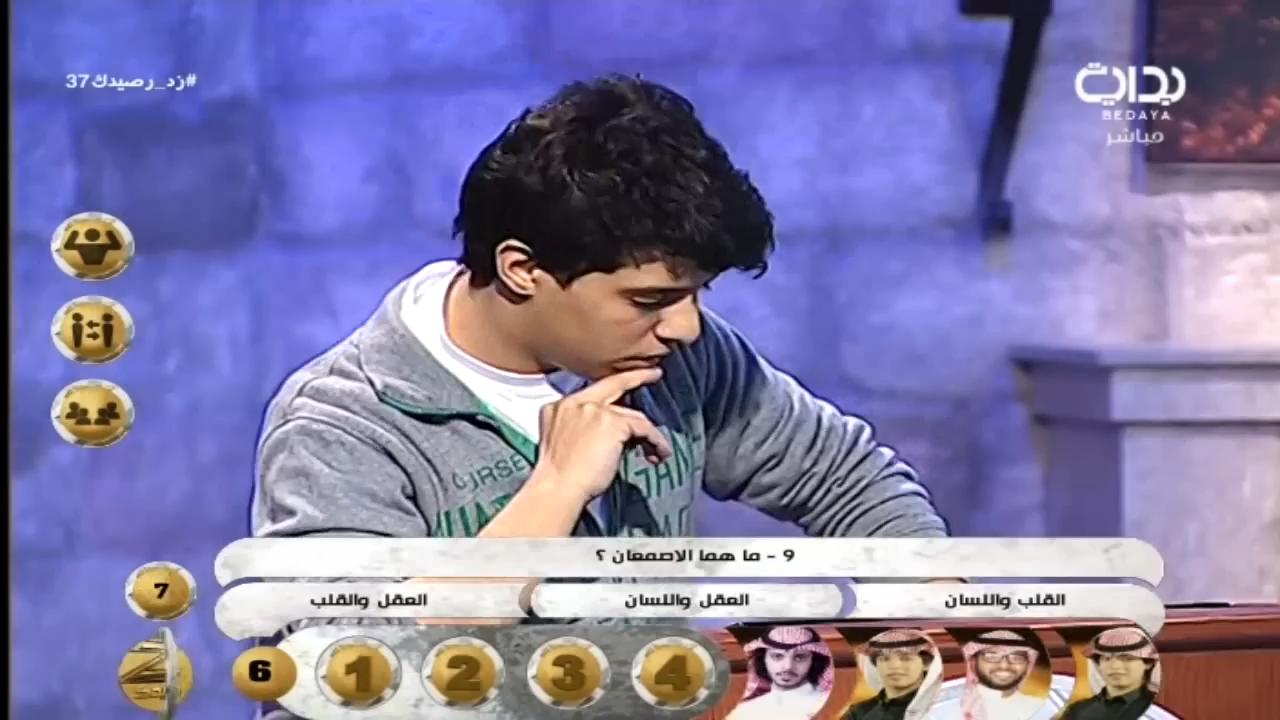 #زد_رصيدك37
بداية
BEDAYA
مباشر
GAN
9 - ما هما الاصمعان ؟
القلب واللسان
العقل واللسان
العقل والقلب
7
6
1
2
3
4